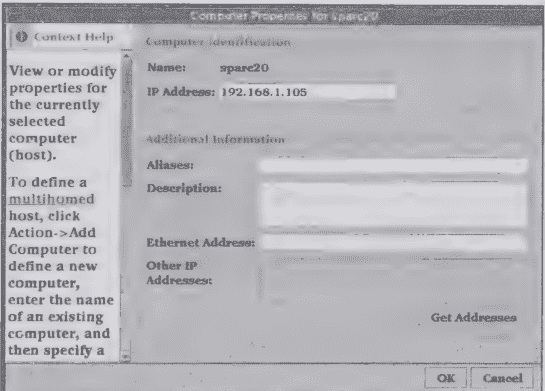 Computer Properties for sparc20
Context Help
View or modify
properties for
the currently
selected
computer
(host).
To define a
multihomed
host, click
Action->Add
Computer to
define a new
computer,
enter the name
of an existing
computer, and
then specify a
Computer Identification
Name: sparc20
IP Address: 192.168.1.105
Additional Information
Aliases:
Description:
Ethernet Address:
Other IP
Addresses:
Get Addresses
OK
Cancel